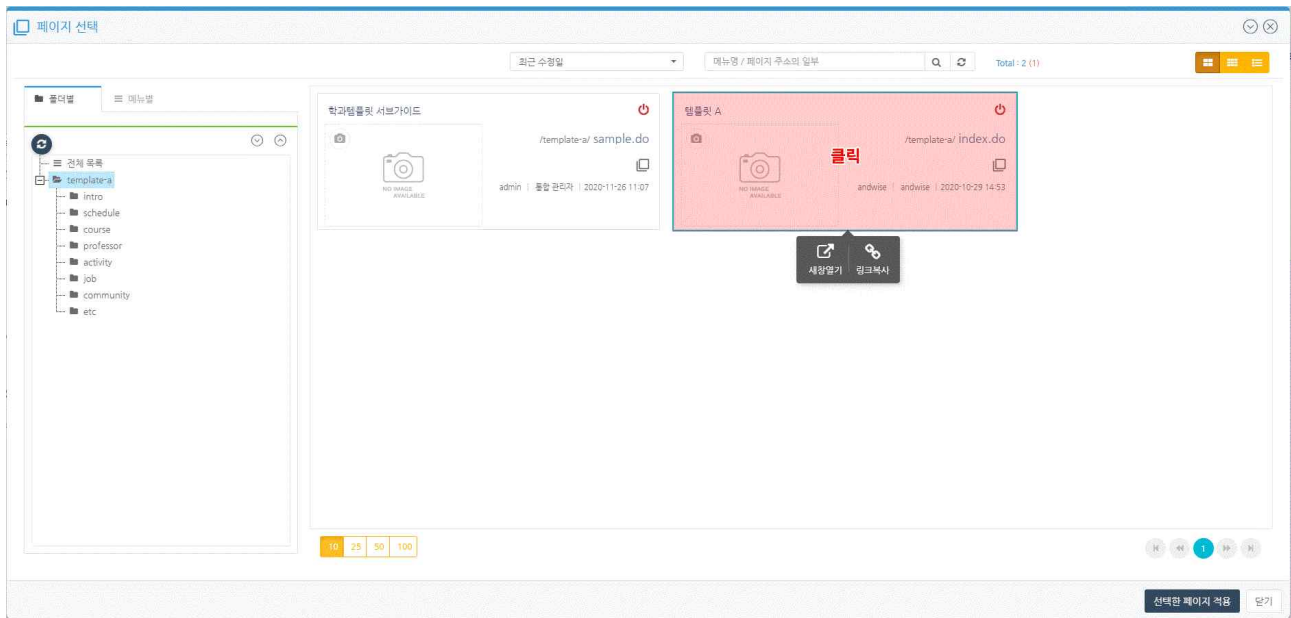 페이지 선택
최근 수정일
메뉴명 / 페이지 주소의 일부
Total : 2 (1)
폴더별
메뉴별
전체 목록
template-a
intro
schedule
course
professor
activity
job
community
etc
학과템플릿 서브가이드
/template-a/ sample.do
NO IMAGE
AVAILABLE
admin | 통합 관리자 | 2020-11-26 11:07
템플릿 A
/template-a/ index.do
클릭
NO IMAGE
AVAILABLE
andwise | andwise | 2020-10-29 14:53
새창열기
링크복사
10 25 50 100
1
선택한 페이지 적용
닫기